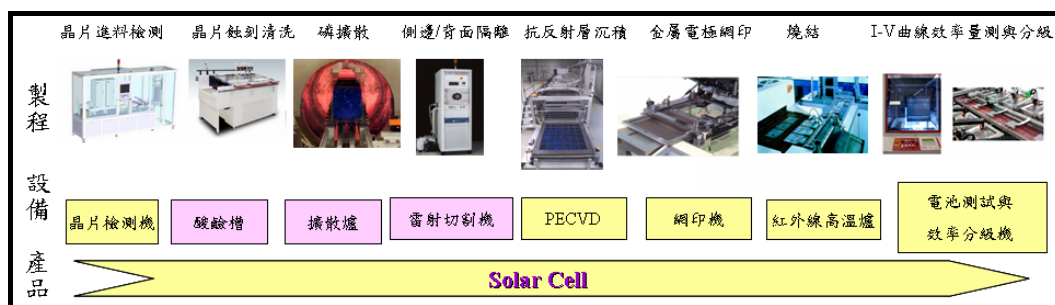 晶片進料檢測 晶片蝕刻清洗 磷擴散 側邊/背面隔離 抗反射層沉積 金屬電極網印 燒結 I-V曲線效率量測與分級
製程
設備
晶片檢測機 酸鹼槽 擴散爐 雷射切割機 PECVD 網印機 紅外線高溫爐 電池測試與
效率分級機
產品
Solar Cell